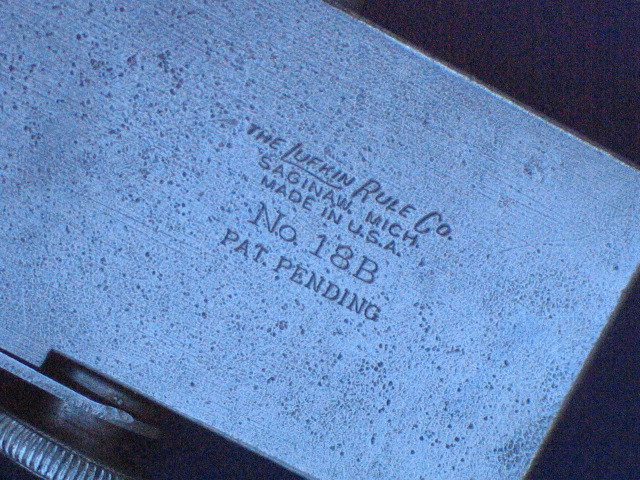 THE LUFKIN RULE CO.
SAGINAW, MICH.
MADE IN U.S.A.
No. 18B
PAT. PENDING